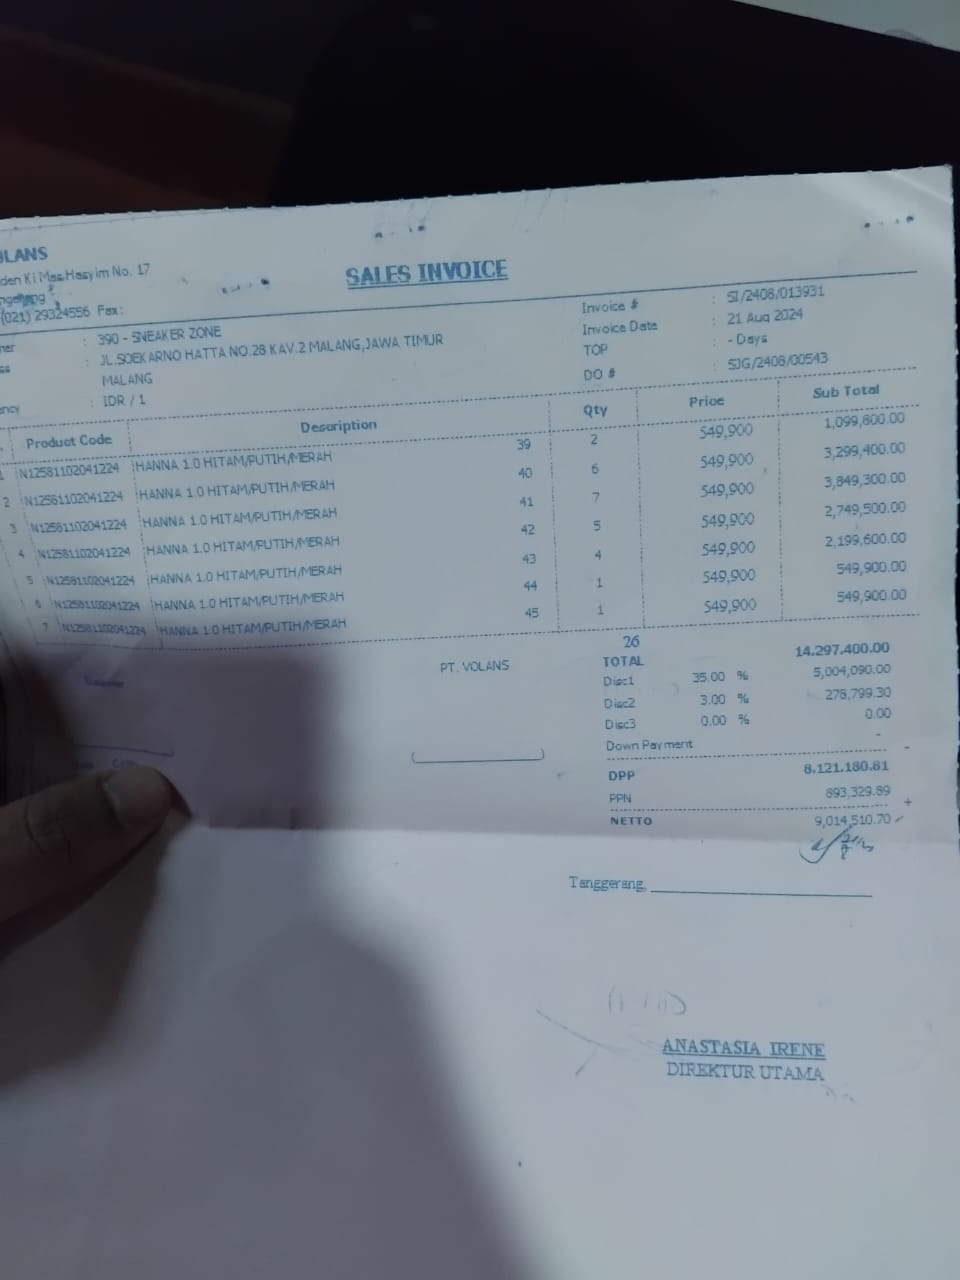 OLANS
den Ki Mas Hasyim No. 17
(021) 29324556 Fax:
SALES INVOICE
: 390 - SNEAKER ZONE
: JL.SOEKARNO HATTA NO.28 KAV.2 MALANG,JAWA TIMUR
MALANG
: IDR / 1
Invoice # : SI/2408/013931
Invoice Date : 21 Aug 2024
TOP : - Days
DO # : SJG/2408/00543
Product Code Description Qty Price Sub Total
1 N12581102041224 HANNA 1.0 HITAM/PUTIH/MERAH 39 2 549,900 1,099,800.00
2 N12581102041224 HANNA 1.0 HITAM/PUTIH/MERAH 40 6 549,900 3,299,400.00
3 N12581102041224 HANNA 1.0 HITAM/PUTIH/MERAH 41 7 549,900 3,849,300.00
4 N12581102041224 HANNA 1.0 HITAM/PUTIH/MERAH 42 5 549,900 2,749,500.00
5 N12581102041224 HANNA 1.0 HITAM/PUTIH/MERAH 43 4 549,900 2,199,600.00
6 N12581102041224 HANNA 1.0 HITAM/PUTIH/MERAH 44 1 549,900 549,900.00
7 N12581102041224 HANNA 1.0 HITAM/PUTIH/MERAH 45 1 549,900 549,900.00
26
PT. VOLANS
TOTAL 14.297.400.00
Disc1 35.00 % 5,004,090.00
Disc2 3.00 % 278,799.30
Disc3 0.00 % 0.00
Down Payment -
DPP 8.121.180.81
PPN 893,329.89
NETTO 9,014,510.70
Tanggerang,
ANASTASIA IRENE
DIREKTUR UTAMA